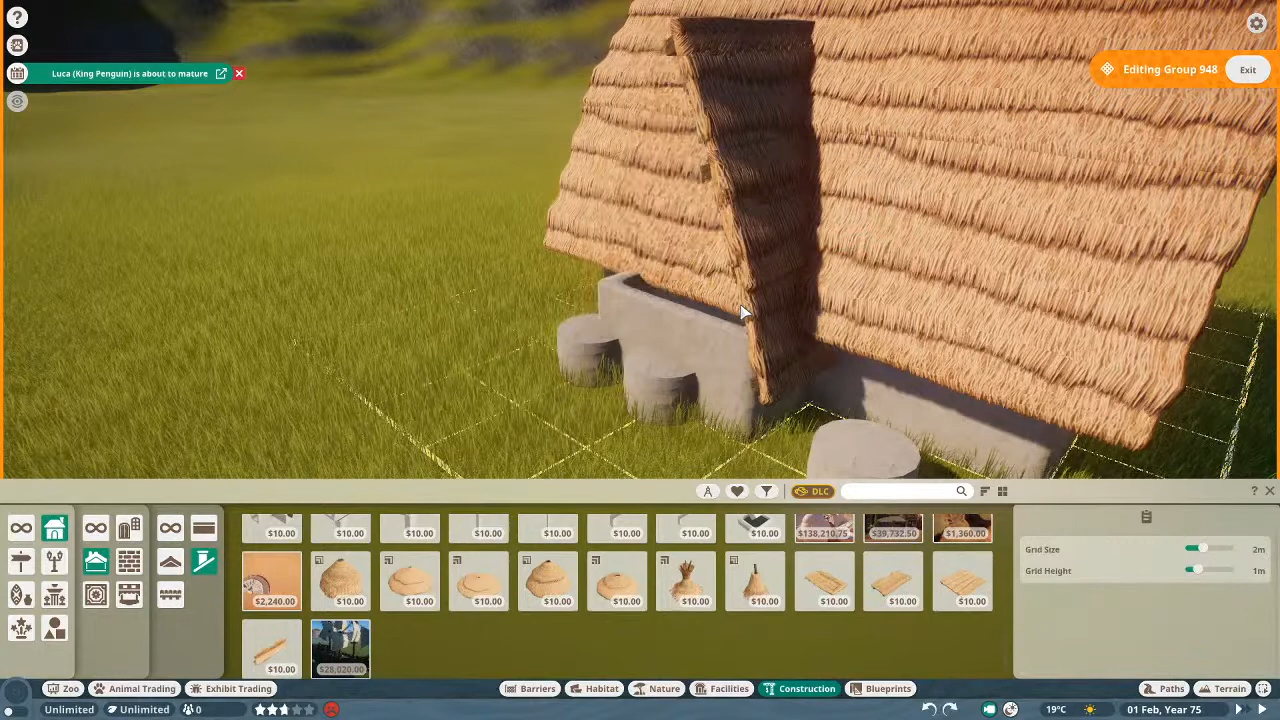 ?
Luca (King Penguin) is about to mature
Editing Group 948
Exit
DLC
?
$10.00 $10.00 $10.00 $10.00 $10.00 $10.00 $10.00 $10.00 $138,210.75 $39,732.50 $1,360.00
$2,240.00 $10.00 $10.00 $10.00 $10.00 $10.00 $10.00 $10.00 $10.00 $10.00 $10.00
$10.00 $28,020.00
Grid Size 2m
Grid Height 1m
Zoo Animal Trading Exhibit Trading Barriers Habitat Nature Facilities Construction Blueprints Paths Terrain
Unlimited Unlimited 0 19°C 01 Feb, Year 75